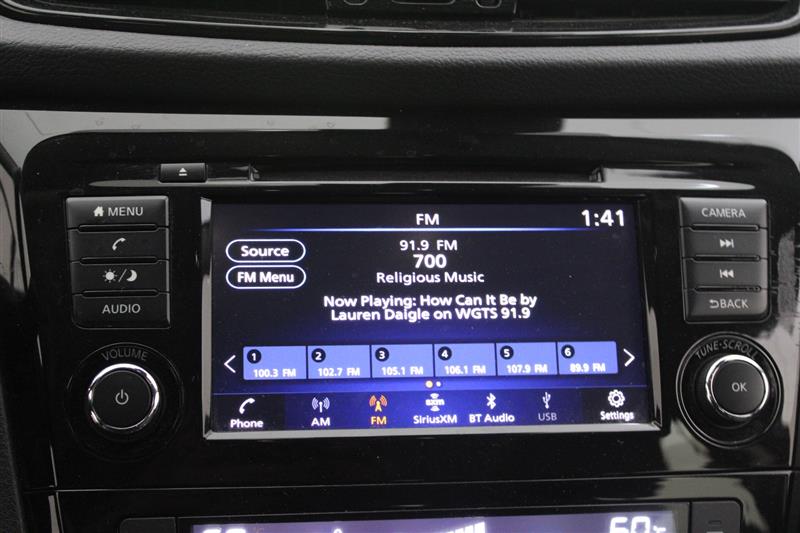 FM
1:41
MENU
CAMERA
91.9 FM
Source
700
FM Menu
Religious Music
Now Playing: How Can It Be by
Lauren Daigle on WGTS 91.9
AUDIO
BACK
VOLUME
TUNE·SCROLL
OK
1 2 3 4 5 6
100.3 FM 102.7 FM 105.1 FM 106.1 FM 107.9 FM 89.9 FM
sxm
Phone AM FM SiriusXM BT Audio USB Settings
60